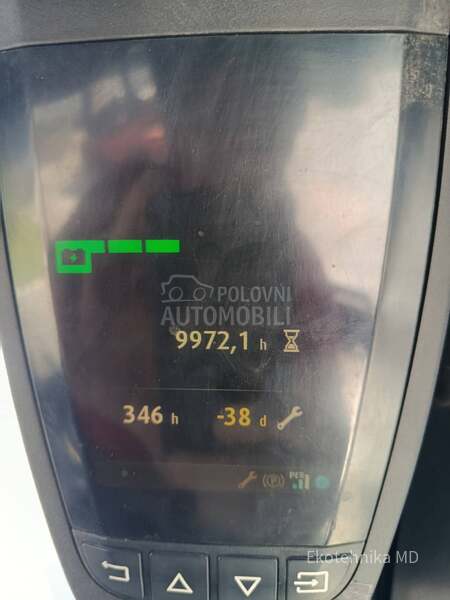 POLOVNI
AUTOMOBILI
9972,1 h
346 h -38 d
(P)
Ekotehnika MD